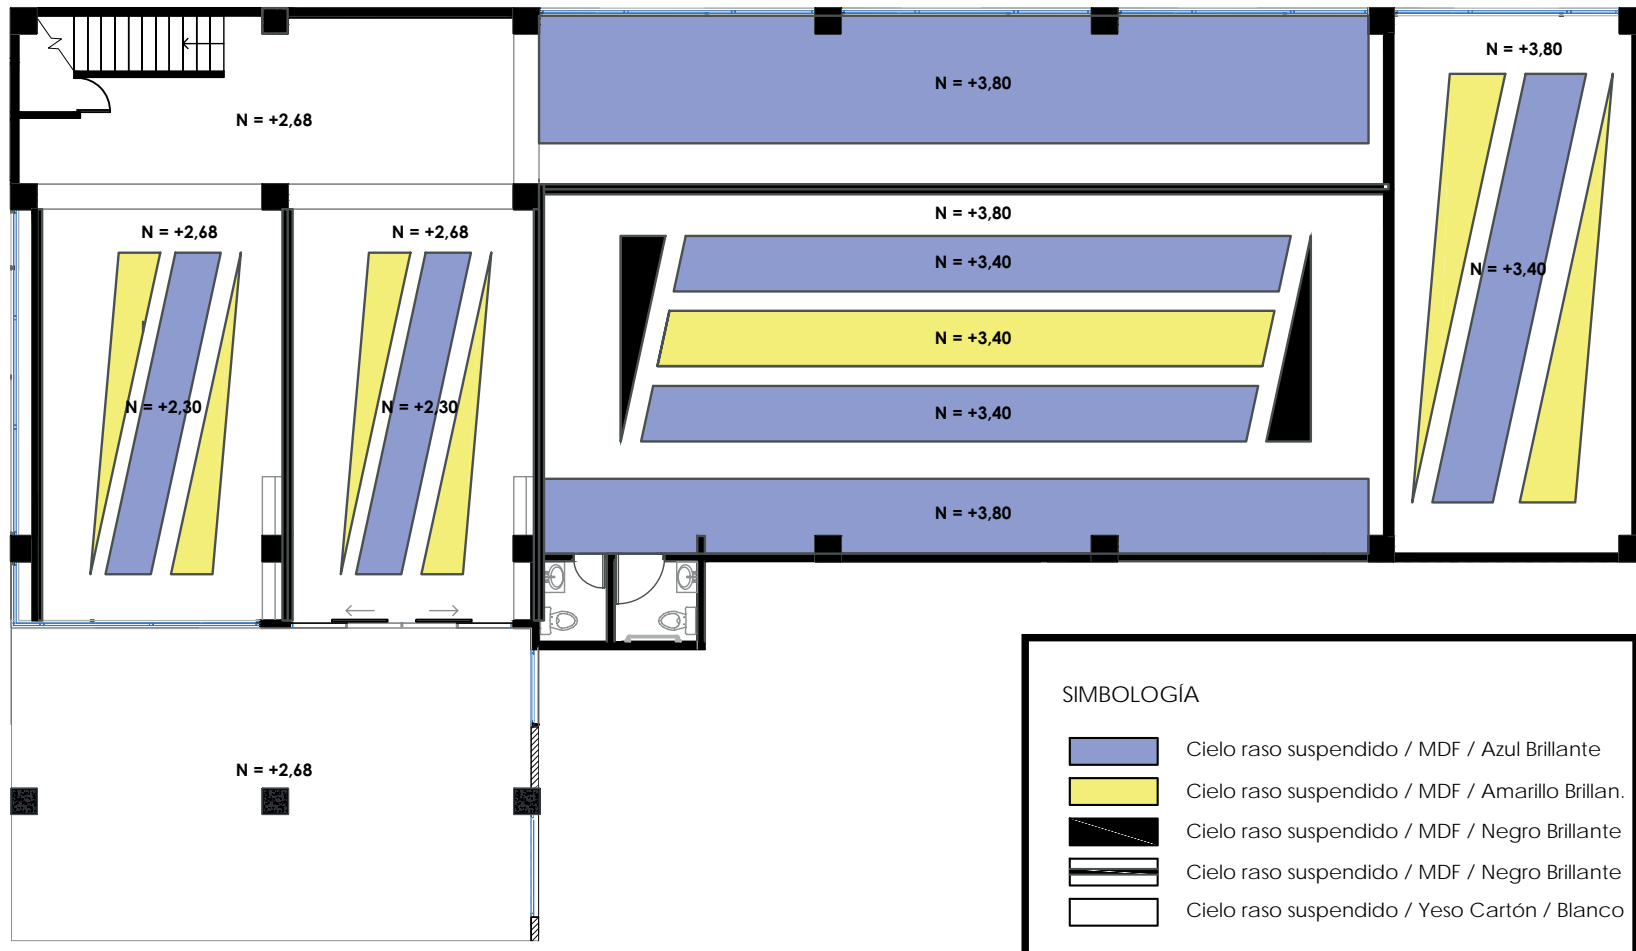 N = +3,80
N = +3,80
N = +2,68
N = +3,80
N = +2,68
N = +2,68
N = +3,40
N = +3,40
N = +3,40
N = +2,30
N = +2,30
N = +3,40
N = +3,80
N = +2,68
SIMBOLOGÍA
Cielo raso suspendido / MDF / Azul Brillante
Cielo raso suspendido / MDF / Amarillo Brillan.
Cielo raso suspendido / MDF / Negro Brillante
Cielo raso suspendido / MDF / Negro Brillante
Cielo raso suspendido / Yeso Cartón / Blanco